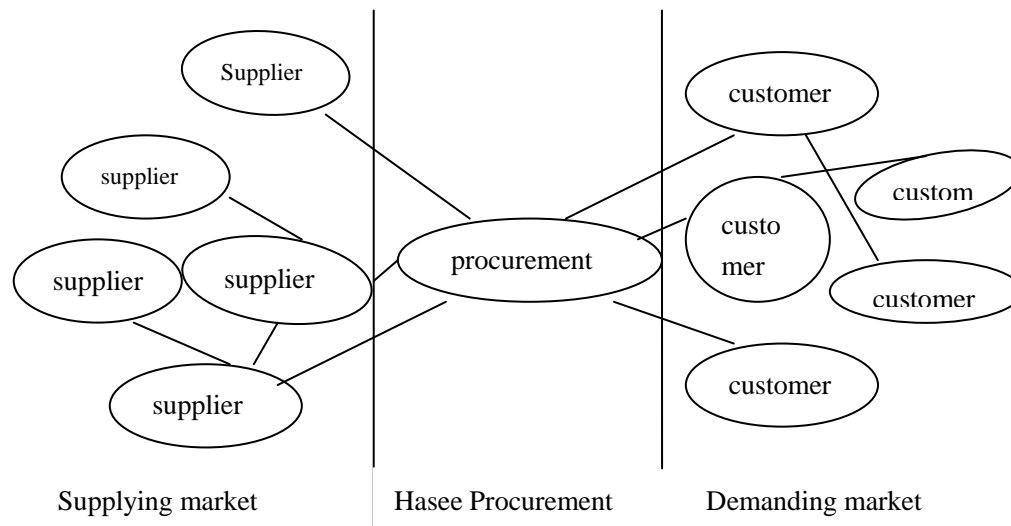 Supplier
customer
supplier
custom
custo
mer
procurement
supplier
supplier
customer
customer
supplier
Supplying market
Hasee Procurement
Demanding market